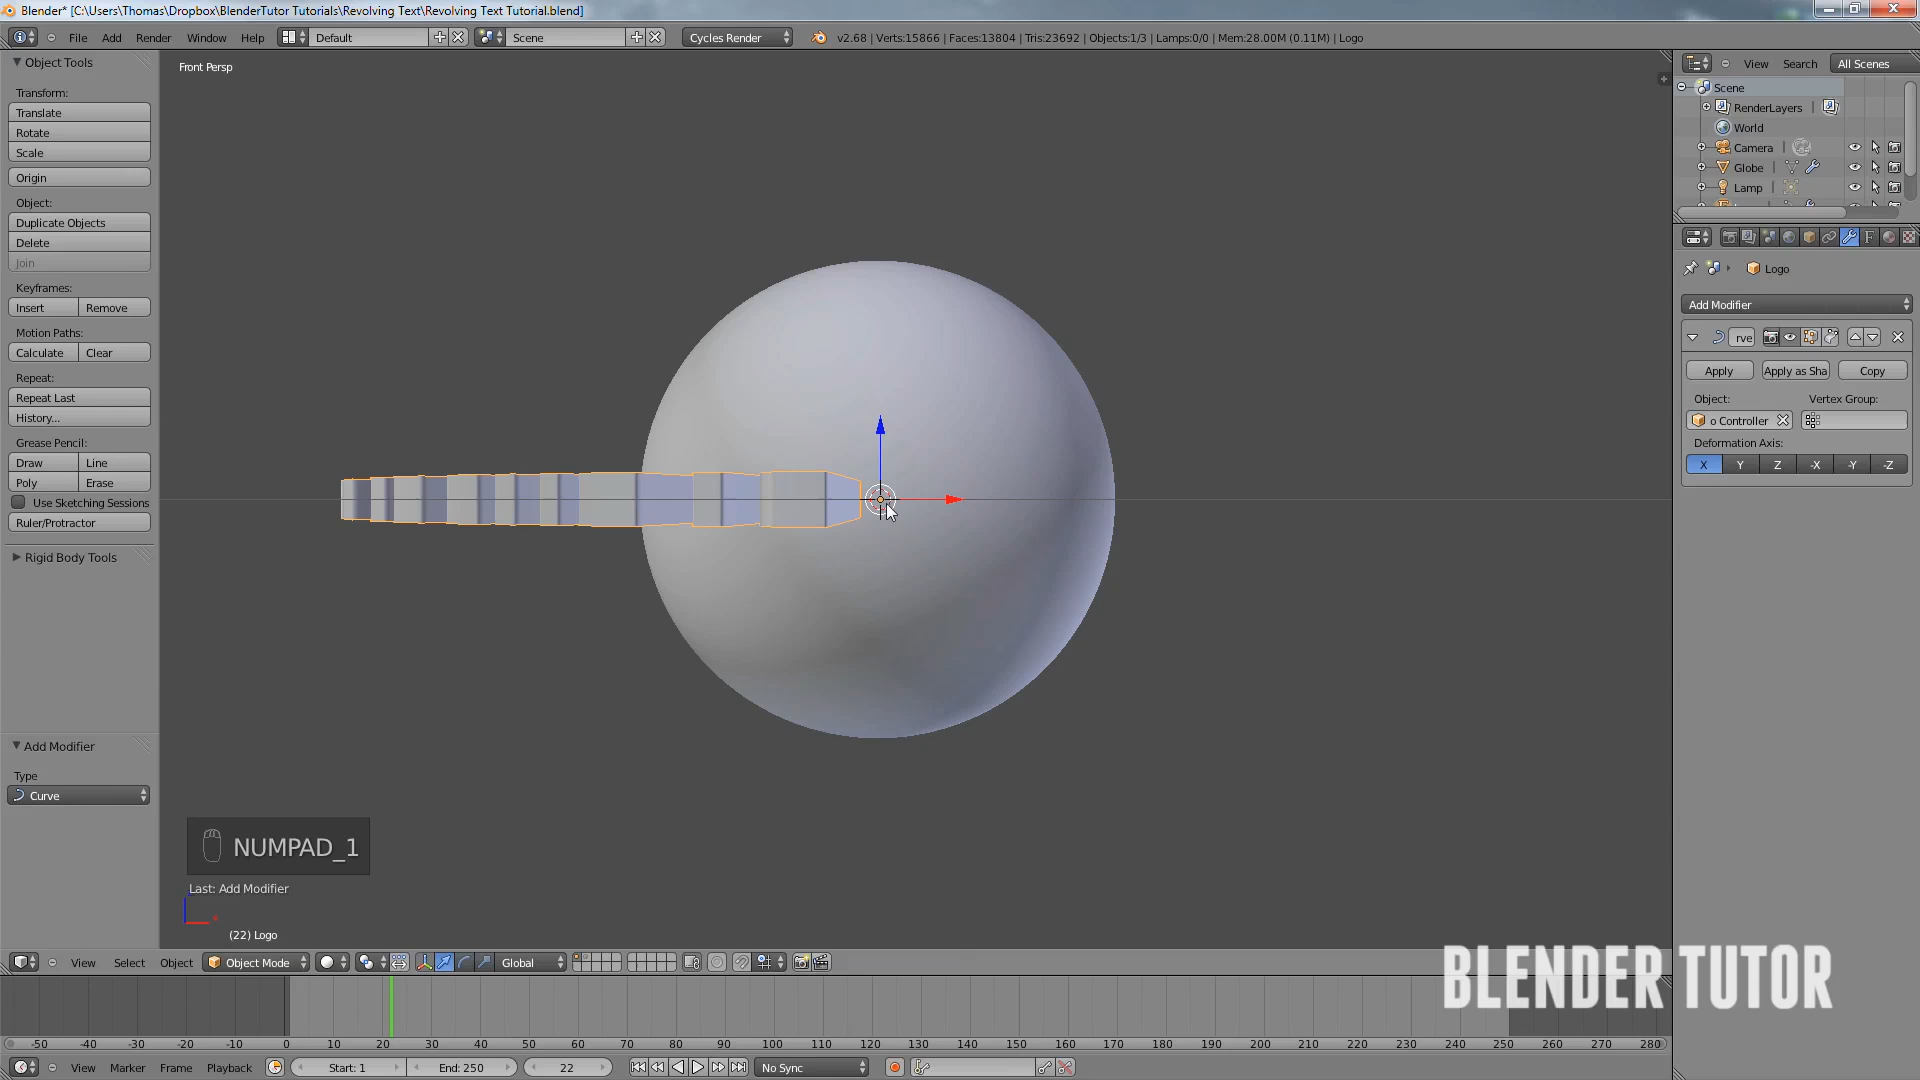 Blender* [C:\Users\Thomas\Dropbox\BlenderTutor Tutorials\Revolving Text\Revolving Text Tutorial.blend]
File Add Render Window Help Default Scene Cycles Render v2.68 | Verts:15866 | Faces:13804 | Tris:23692 | Objects:1/3 | Lamps:0/0 | Mem:28.00M (0.11M) | Logo
Object Tools
Transform:
Translate
Rotate
Scale
Origin
Object:
Duplicate Objects
Delete
Join
Keyframes:
Insert Remove
Motion Paths:
Calculate Clear
Repeat:
Repeat Last
History...
Grease Pencil:
Draw Line
Poly Erase
Use Sketching Sessions
Ruler/Protractor
Rigid Body Tools
Add Modifier
Type
Curve
Front Persp
NUMPAD_1
Last: Add Modifier
(22) Logo
View Search All Scenes
Scene
RenderLayers
World
Camera
Globe
Lamp
Logo
Add Modifier
rve
Apply Apply as Sha Copy
Object: Vertex Group:
o Controller
Deformation Axis:
X Y Z -X -Y -Z
View Select Object Object Mode Global
BLENDER TUTOR
-50 -40 -30 -20 -10 0 10 20 30 40 50 60 70 80 90 100 110 120 130 140 150 160 170 180 190 200 210 220 230 240 250 260 270 280
View Marker Frame Playback Start: 1 End: 250 22 No Sync